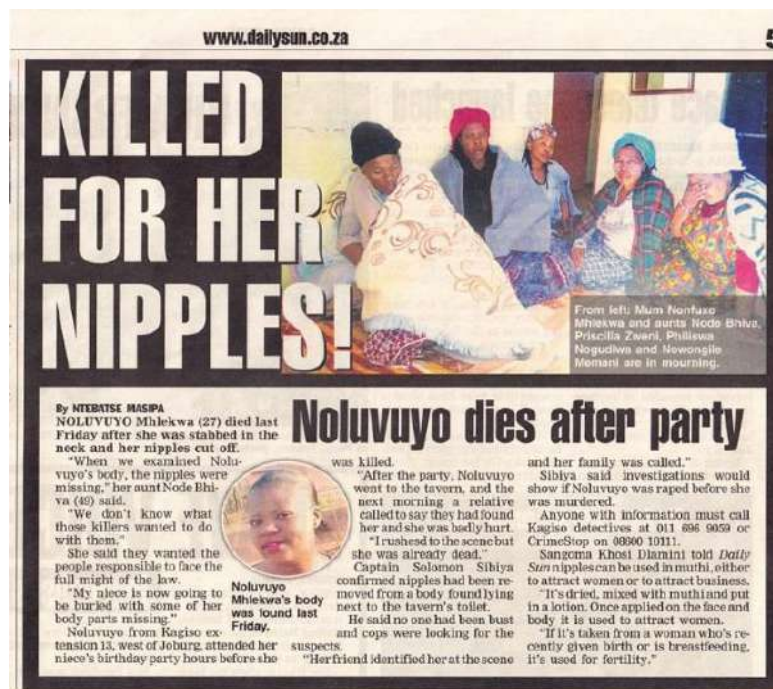 www.dailysun.co.za
5
KILLED
FOR HER
NIPPLES!
From left: Mum Nonfuxo
Mhlekwa and aunts Node Bhiva,
Priscilla Zweni, Philiswa
Nogudlwa and Nowongile
Memani are in mourning.
Noluvuyo dies after party
By NTEBATSE MASIPA
NOLUVUYO Mhlekwa (27) died last
Friday after she was stabbed in the
neck and her nipples cut off.
"When we examined Nolu-
vuyo's body, the nipples were
missing," her aunt Node Bhi-
va (49) said.
"We don't know what
those killers wanted to do
with them."
She said they wanted the
people responsible to face the
full might of the law.
"My niece is now going to
be buried with some of her
body parts missing."
Noluvuyo from Kagiso ex-
tension 13, west of Joburg, attended her
niece's birthday party hours before she
Noluvuyo
Mhlekwa's body
was found last
Friday.
was killed.
"After the party, Noluvuyo
went to the tavern, and the
next morning a relative
called to say they had found
her and she was badly hurt.
"I rushed to the scene but
she was already dead."
Captain Solomon Sibiya
confirmed nipples had been re-
moved from a body found lying
next to the tavern's toilet.
He said no one had been bust
and cops were looking for the
suspects.
"Her friend identified her at the scene
and her family was called."
Sibiya said investigations would
show if Noluvuyo was raped before she
was murdered.
Anyone with information must call
Kagiso detectives at 011 696 9059 or
CrimeStop on 08600 10111.
Sangoma Khosi Dlamini told Daily
Sun nipples can be used in muthi, either
to attract women or to attract business.
"It's dried, mixed with muthi and put
in a lotion. Once applied on the face and
body it is used to attract women.
"If it's taken from a woman who's re-
cently given birth or is breastfeeding,
it's used for fertility."